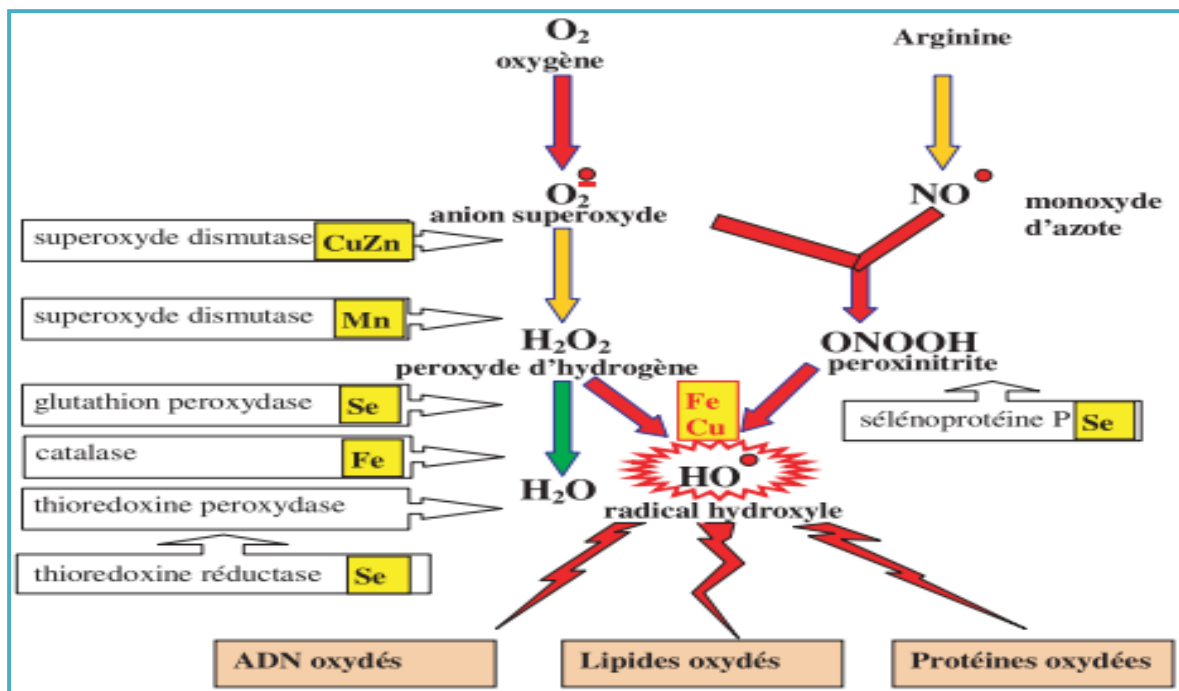 O₂
oxygène
Arginine
O₂•-
anion superoxyde
NO•
monoxyde
d'azote
superoxyde dismutase CuZn
superoxyde dismutase Mn
H₂O₂
peroxyde d'hydrogène
ONOOH
peroxinitrite
glutathion peroxydase Se
Fe
Cu
sélénoprotéine P Se
catalase Fe
HO•
thioredoxine peroxydase
H₂O
radical hydroxyle
thioredoxine réductase Se
ADN oxydés
Lipides oxydés
Protéines oxydées